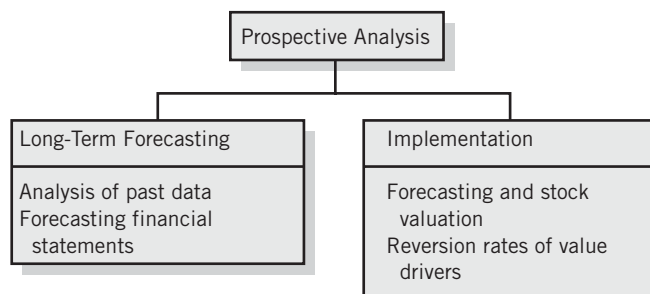 Prospective Analysis
Long-Term Forecasting
Analysis of past data
Forecasting financial
statements
Implementation
Forecasting and stock
valuation
Reversion rates of value
drivers